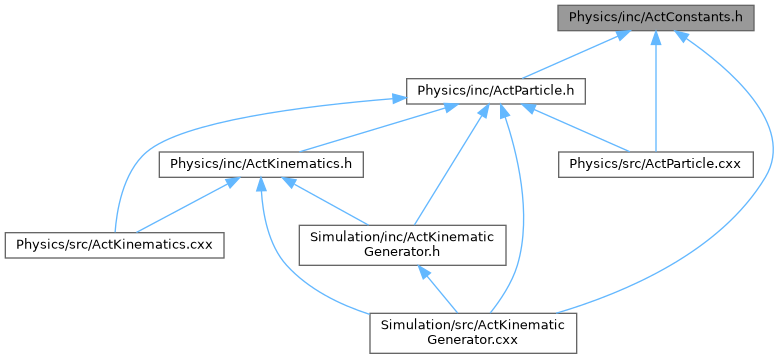 Physics/inc/ActConstants.h
Physics/inc/ActParticle.h
Physics/inc/ActKinematics.h
Physics/src/ActParticle.cxx
Physics/src/ActKinematics.cxx
Simulation/inc/ActKinematic
Generator.h
Simulation/src/ActKinematic
Generator.cxx